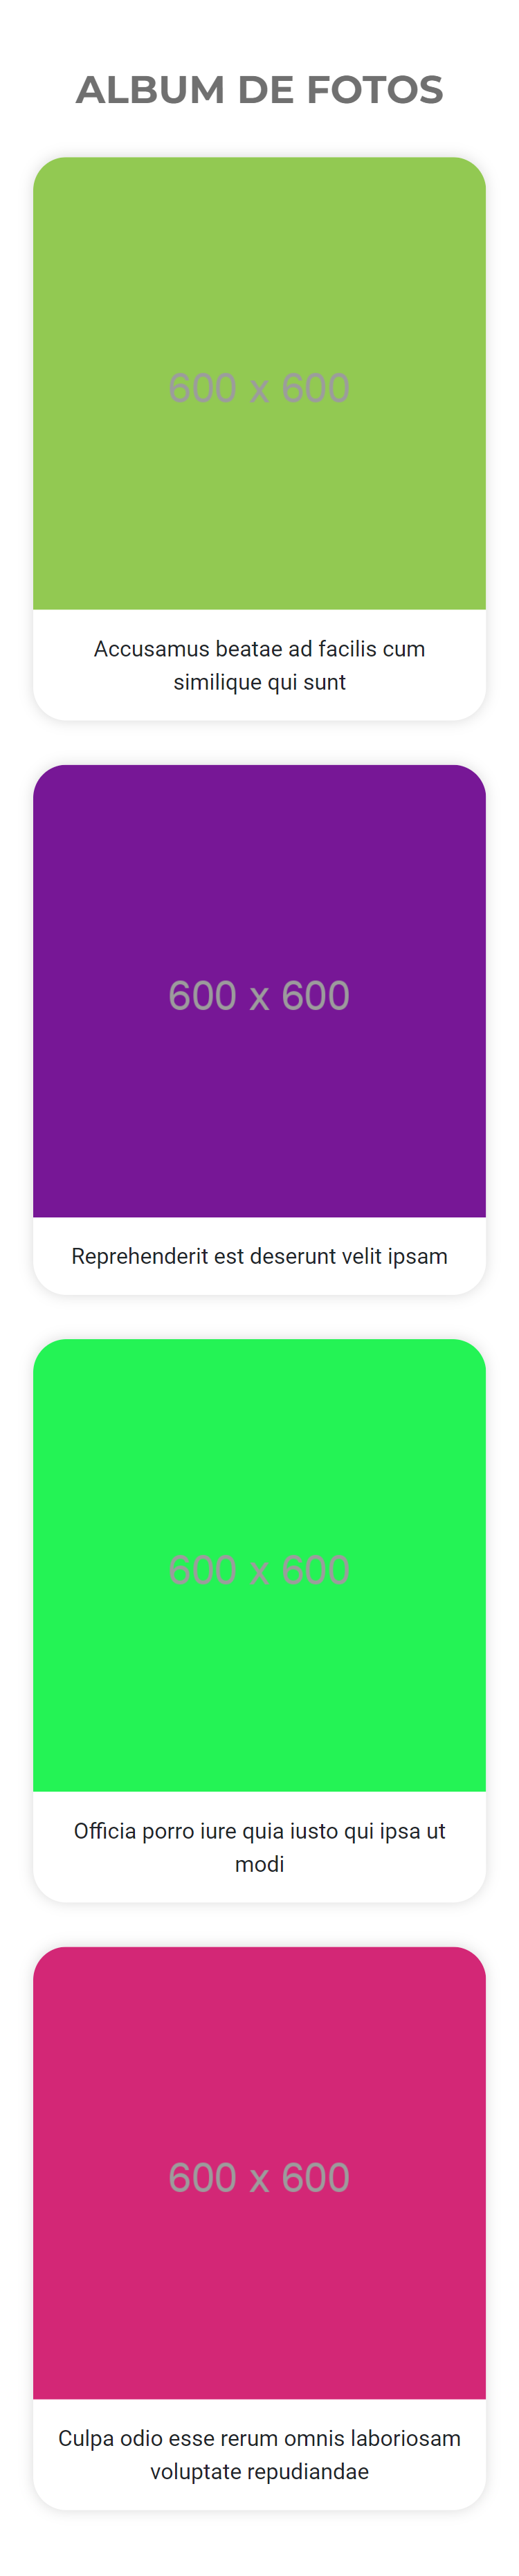 ALBUM DE FOTOS
600 x 600
Accusamus beatae ad facilis cum
similique qui sunt
600 x 600
Reprehenderit est deserunt velit ipsam
600 x 600
Officia porro iure quia iusto qui ipsa ut
modi
600 x 600
Culpa odio esse rerum omnis laboriosam
voluptate repudiandae